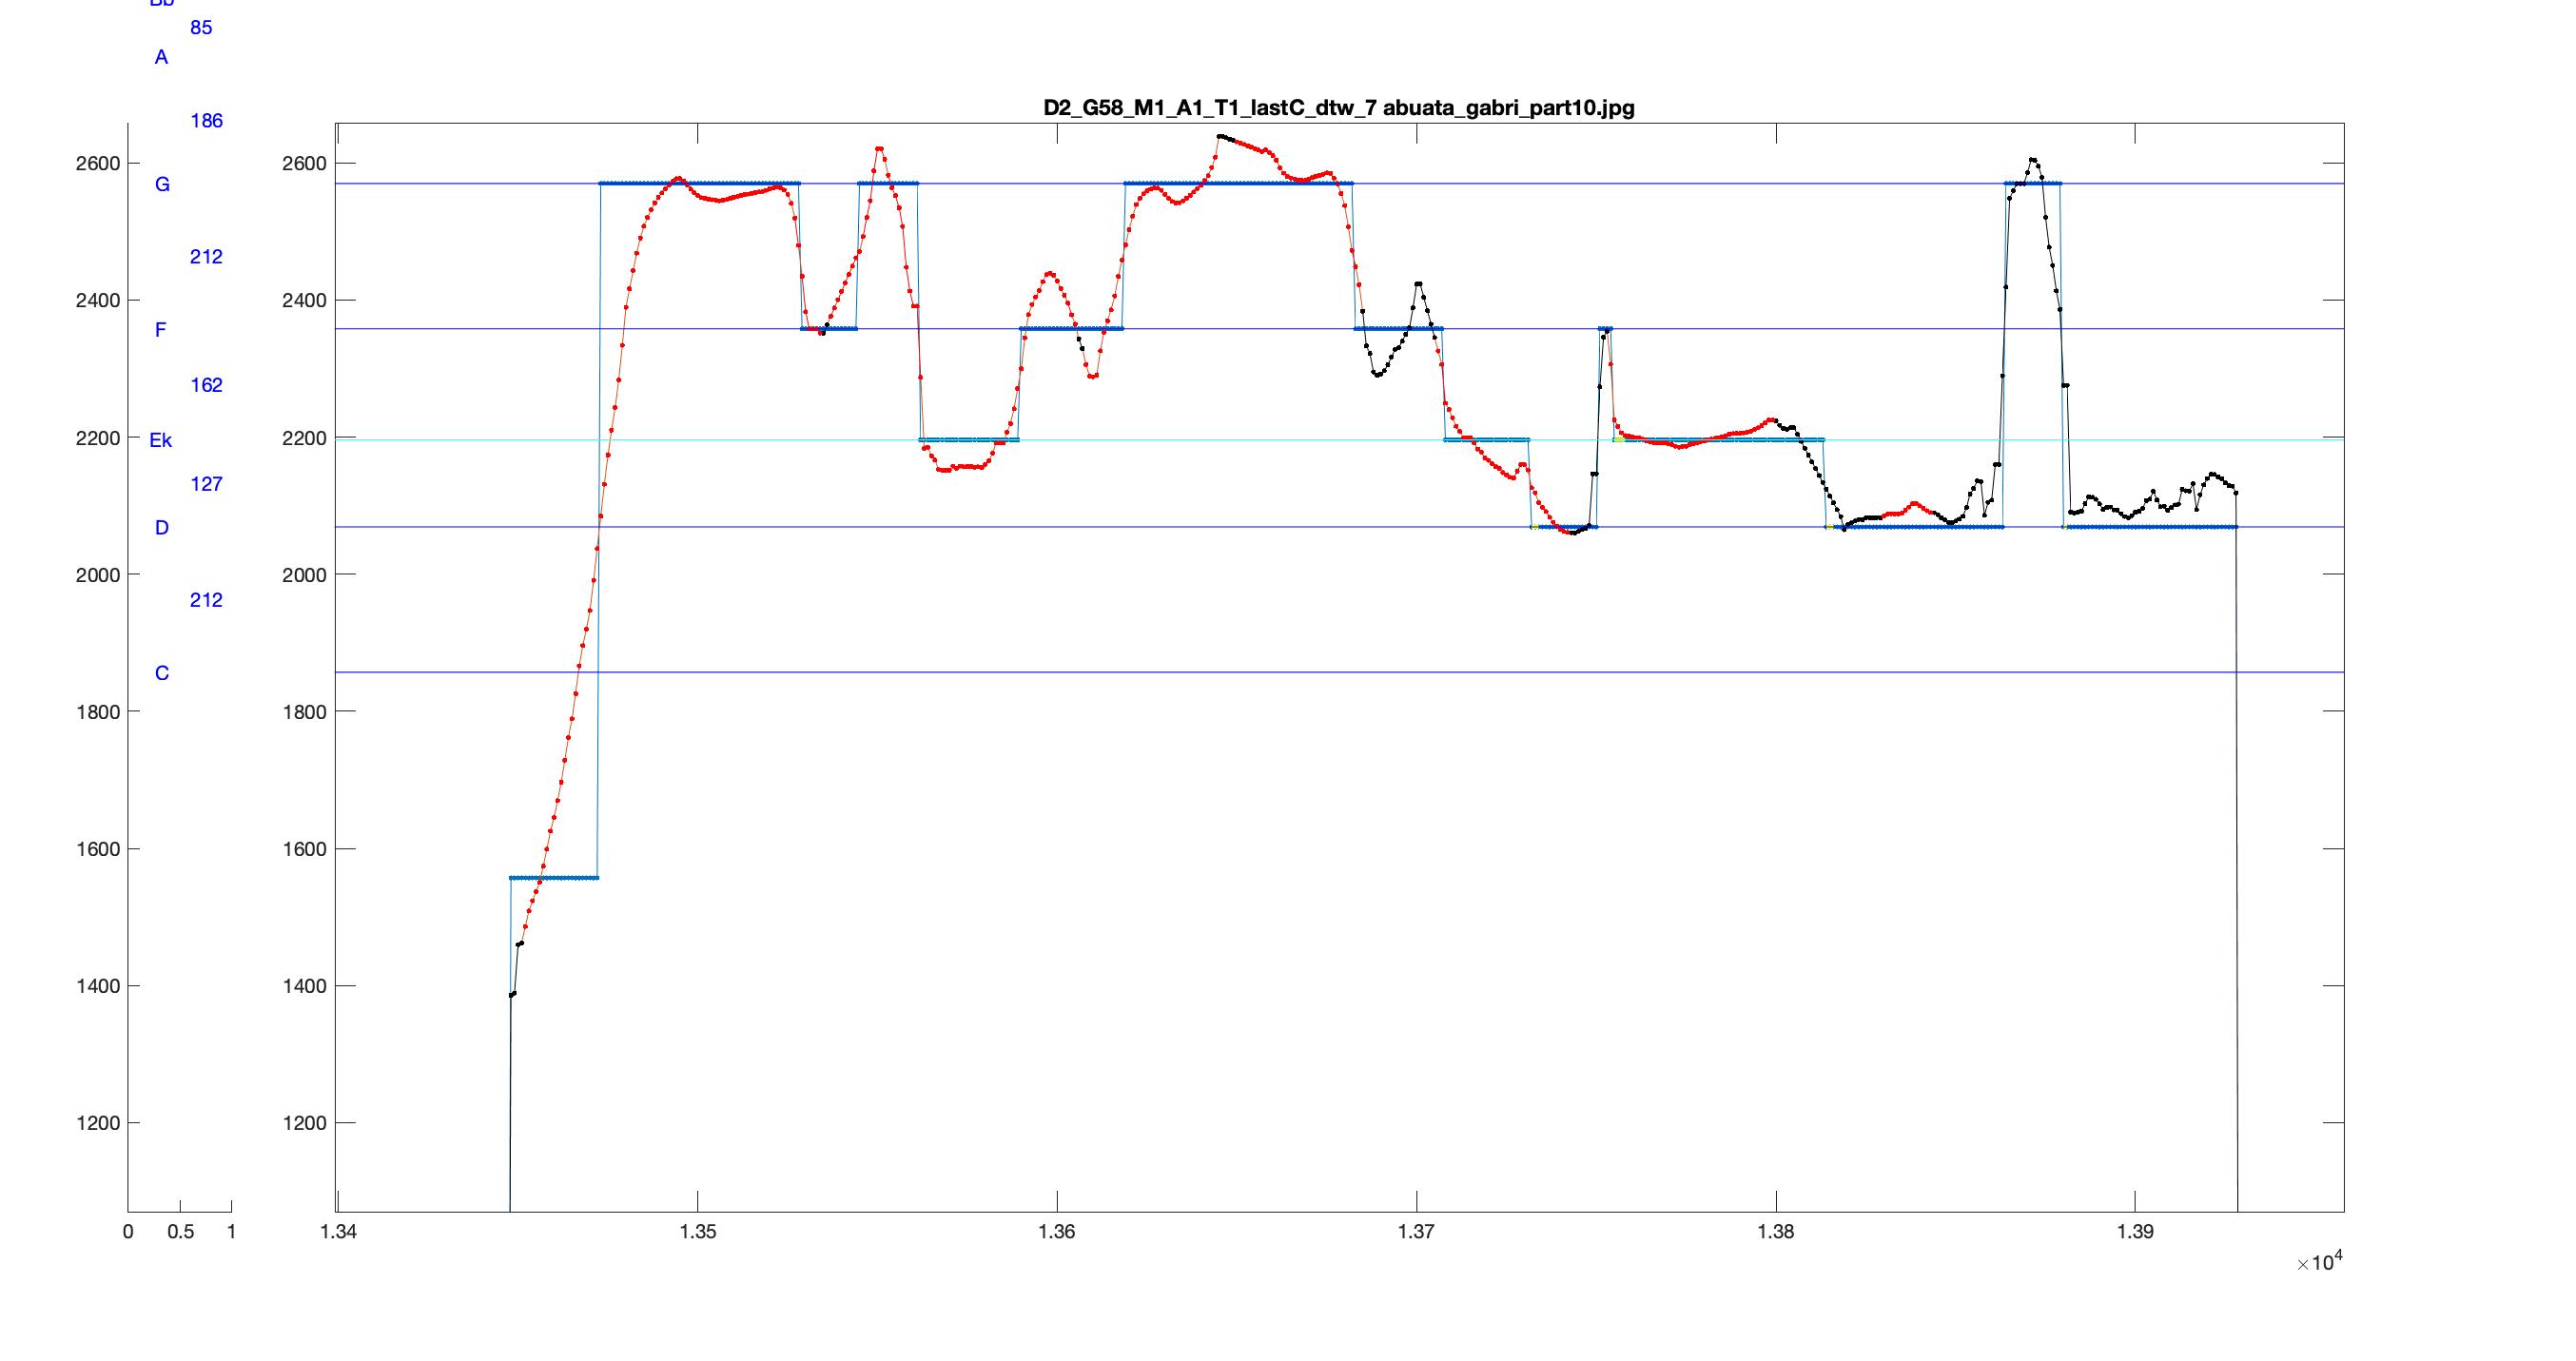 Bb
85
A
D2_G58_M1_A1_T1_lastC_dtw_7 abuata_gabri_part10.jpg
186
2600 2600
G
212
2400 2400
F
162
2200 Ek 2200
127
D
2000 2000
212
C
1800 1800
1600 1600
1400 1400
1200 1200
0 0.5 1 1.34 1.35 1.36 1.37 1.38 1.39
×10⁴